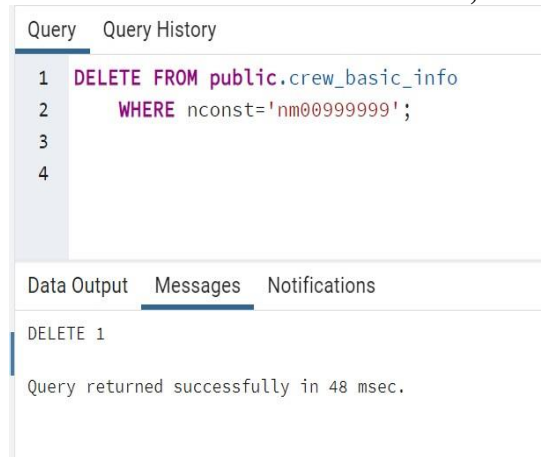 Query Query History
1 DELETE FROM public.crew_basic_info
2 WHERE nconst='nm00999999';
3
4
Data Output Messages Notifications
DELETE 1
Query returned successfully in 48 msec.